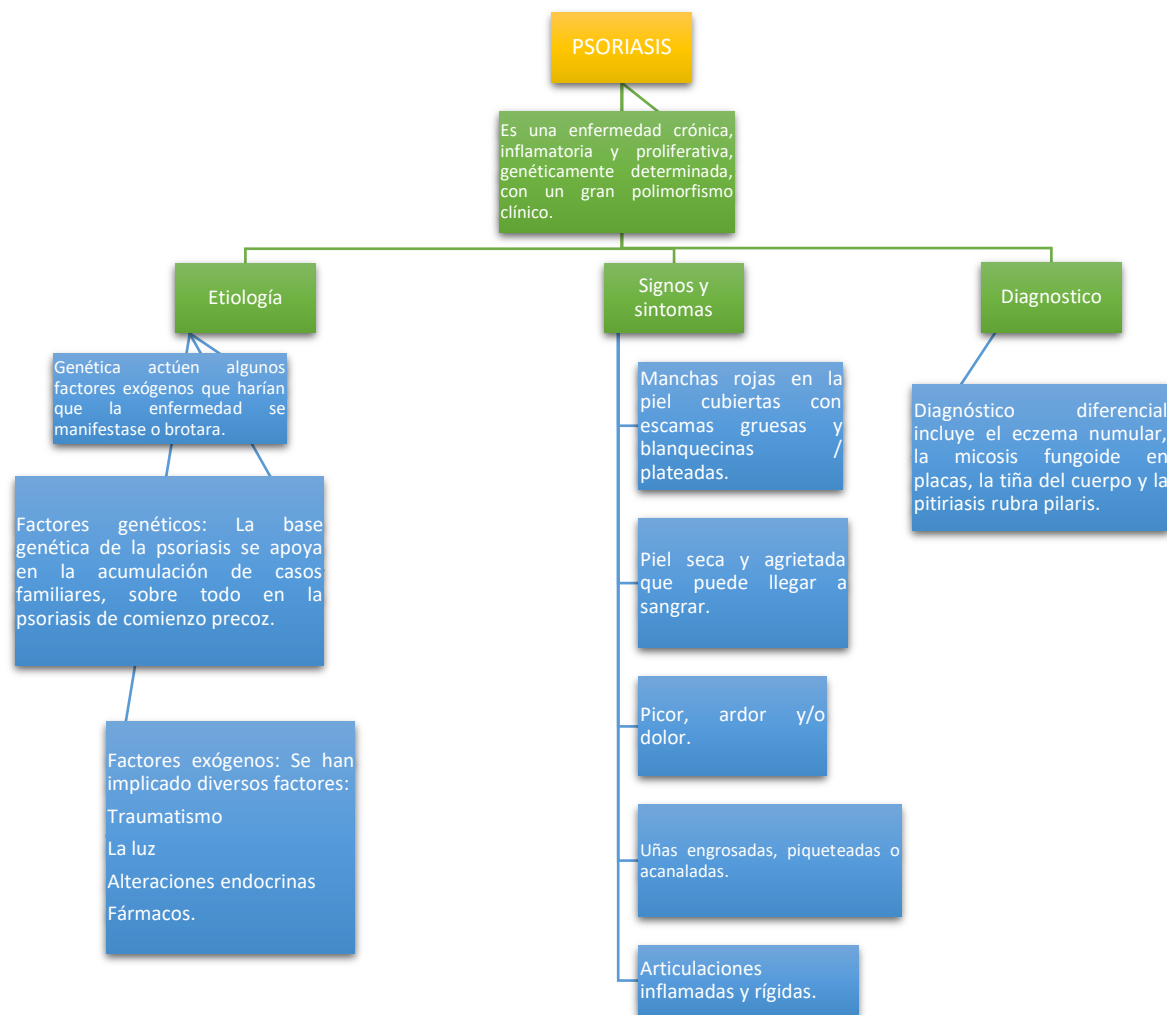 PSORIASIS
Es una enfermedad crónica,
inflamatoria y proliferativa,
genéticamente determinada,
con un gran polimorfismo
clínico.
Etiología
Genética actúen algunos
factores exógenos que harían
que la enfermedad se
manifestase o brotara.
Factores genéticos: La base
genética de la psoriasis se apoya
en la acumulación de casos
familiares, sobre todo en la
psoriasis de comienzo precoz.
Factores exógenos: Se han
implicado diversos factores:
Traumatismo
La luz
Alteraciones endocrinas
Fármacos.
Signos y
sintomas
Manchas rojas en la
piel cubiertas con
escamas gruesas y
blanquecinas /
plateadas.
Piel seca y agrietada
que puede llegar a
sangrar.
Picor, ardor y/o
dolor.
Uñas engrosadas, piqueteadas o
acanaladas.
Articulaciones
inflamadas y rígidas.
Diagnostico
Diagnóstico diferencial
incluye el eczema numular,
la micosis fungoide en
placas, la tiña del cuerpo y la
pitiriasis rubra pilaris.